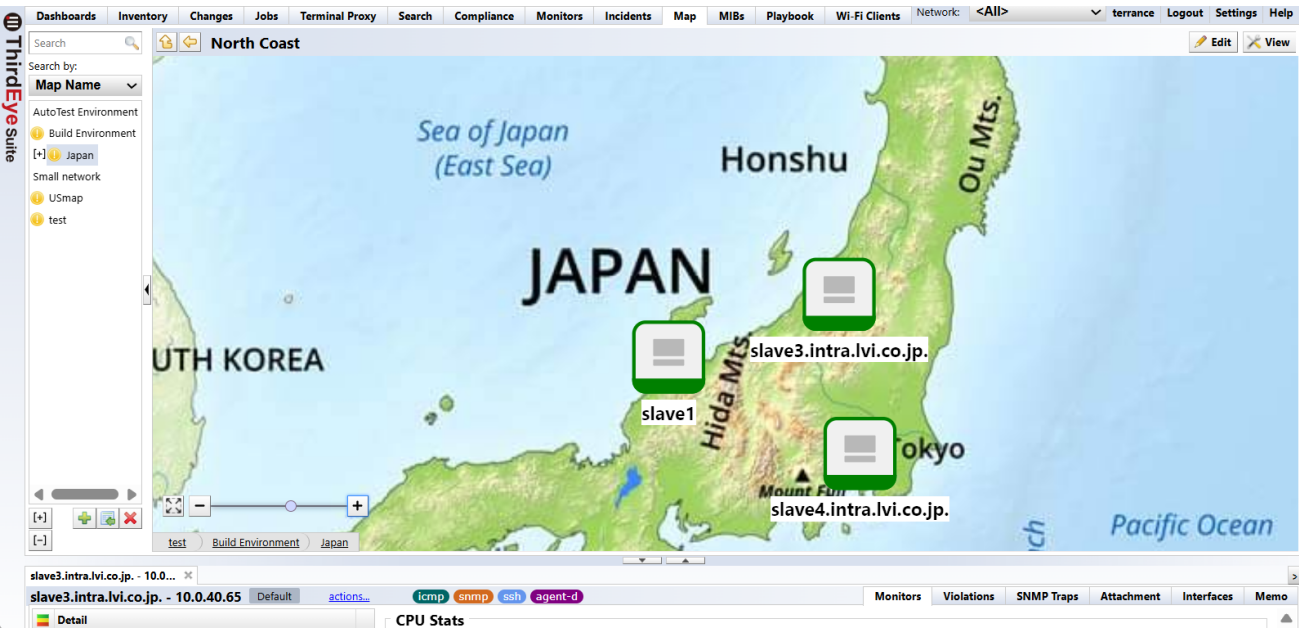 ThirdEye Suite
Dashboards Inventory Changes Jobs Terminal Proxy Search Compliance Monitors Incidents Map MIBs Playbook Wi-Fi Clients Network: <All> terrance Logout Settings Help
Search
North Coast
Edit View
Search by:
Map Name
AutoTest Environment
Build Environment
[+] Japan
Small network
USmap
test
[+]
[-]
Sea of Japan
(East Sea)
Honshu
Ou Mts.
JAPAN
UTH KOREA
slave3.intra.lvi.co.jp.
Hida Mts.
slave1
Tokyo
Mount Fuji
slave4.intra.lvi.co.jp.
Pacific Ocean
nch
test Build Environment Japan
slave3.intra.lvi.co.jp. - 10.0...
slave3.intra.lvi.co.jp. - 10.0.40.65 Default actions... icmp snmp ssh agent-d Monitors Violations SNMP Traps Attachment Interfaces Memo
Detail
CPU Stats